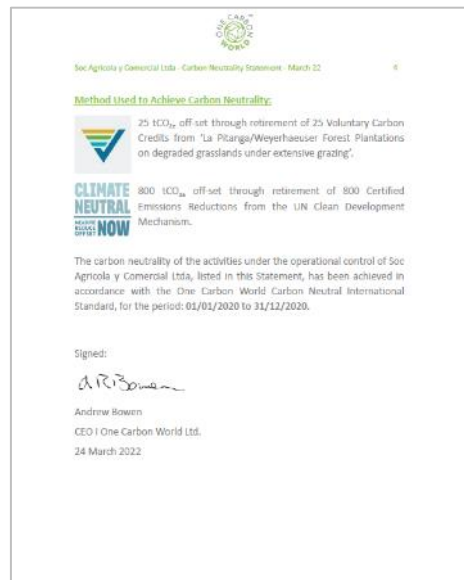 ONE CARBON WORLD
Soc Agricola y Comercial Ltda - Carbon Neutrality Statement - March 22
Method Used to Achieve Carbon Neutrality:
25 tCO₂ₑ off-set through retirement of 25 Voluntary Carbon
Credits from 'La Pitanga/Weyerhaeuser Forest Plantations
on degraded grasslands under extensive grazing'.
CLIMATE
NEUTRAL
MEASURE
REDUCE
OFFSET NOW
800 tCO₂ₑ off-set through retirement of 800 Certified
Emissions Reductions from the UN Clean Development
Mechanism.
The carbon neutrality of the activities under the operational control of Soc
Agricola y Comercial Ltda, listed in this Statement, has been achieved in
accordance with the One Carbon World Carbon Neutral International
Standard, for the period: 01/01/2020 to 31/12/2020.
Signed:
ARBowen
Andrew Bowen
CEO I One Carbon World Ltd.
24 March 2022